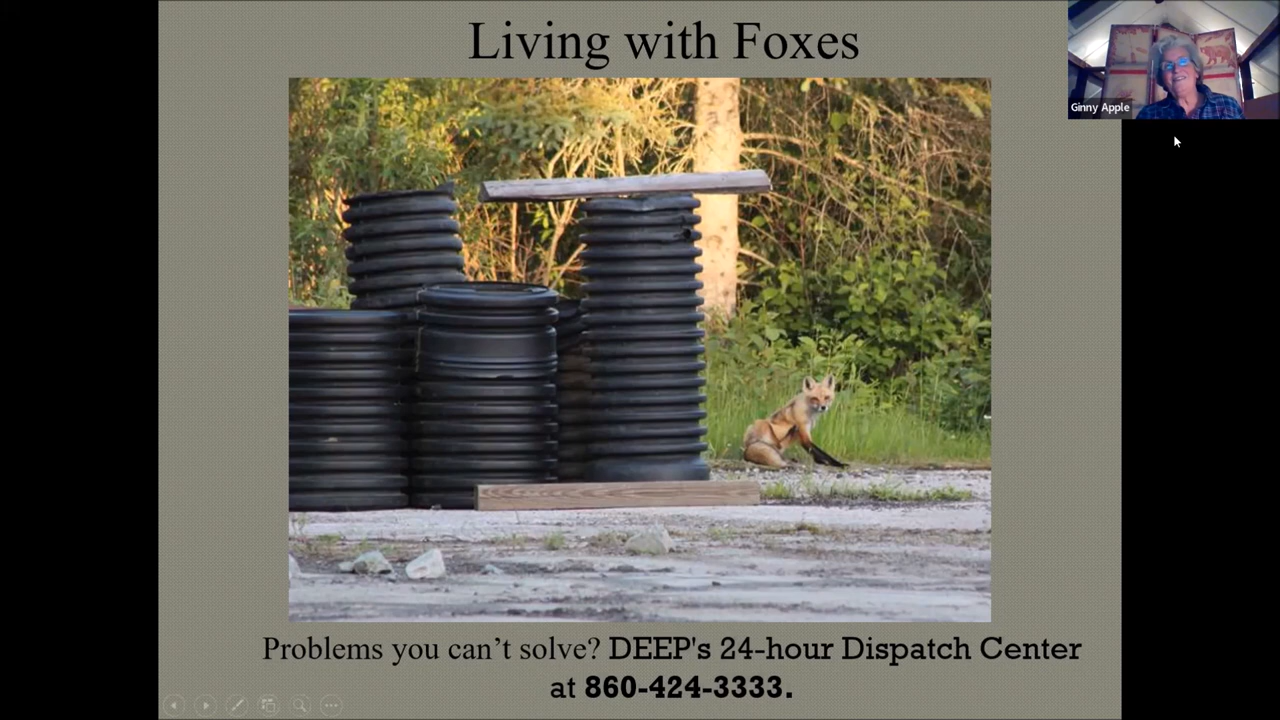 Living with Foxes
Ginny Apple
Problems you can’t solve? DEEP's 24-hour Dispatch Center
at 860-424-3333.